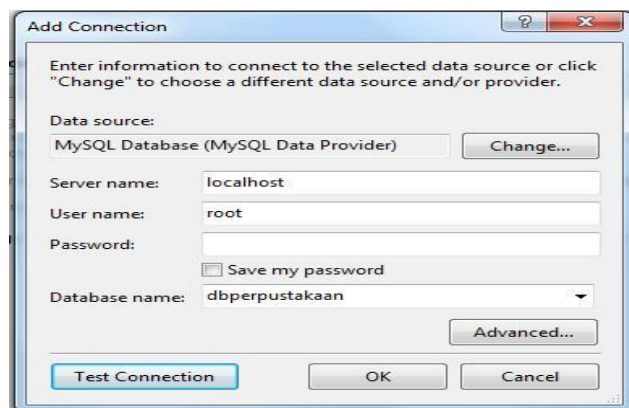 Add Connection
Enter information to connect to the selected data source or click
"Change" to choose a different data source and/or provider.
Data source:
MySQL Database (MySQL Data Provider)
Change...
Server name: localhost
User name: root
Password:
Save my password
Database name: dbperpustakaan
Advanced...
Test Connection OK Cancel